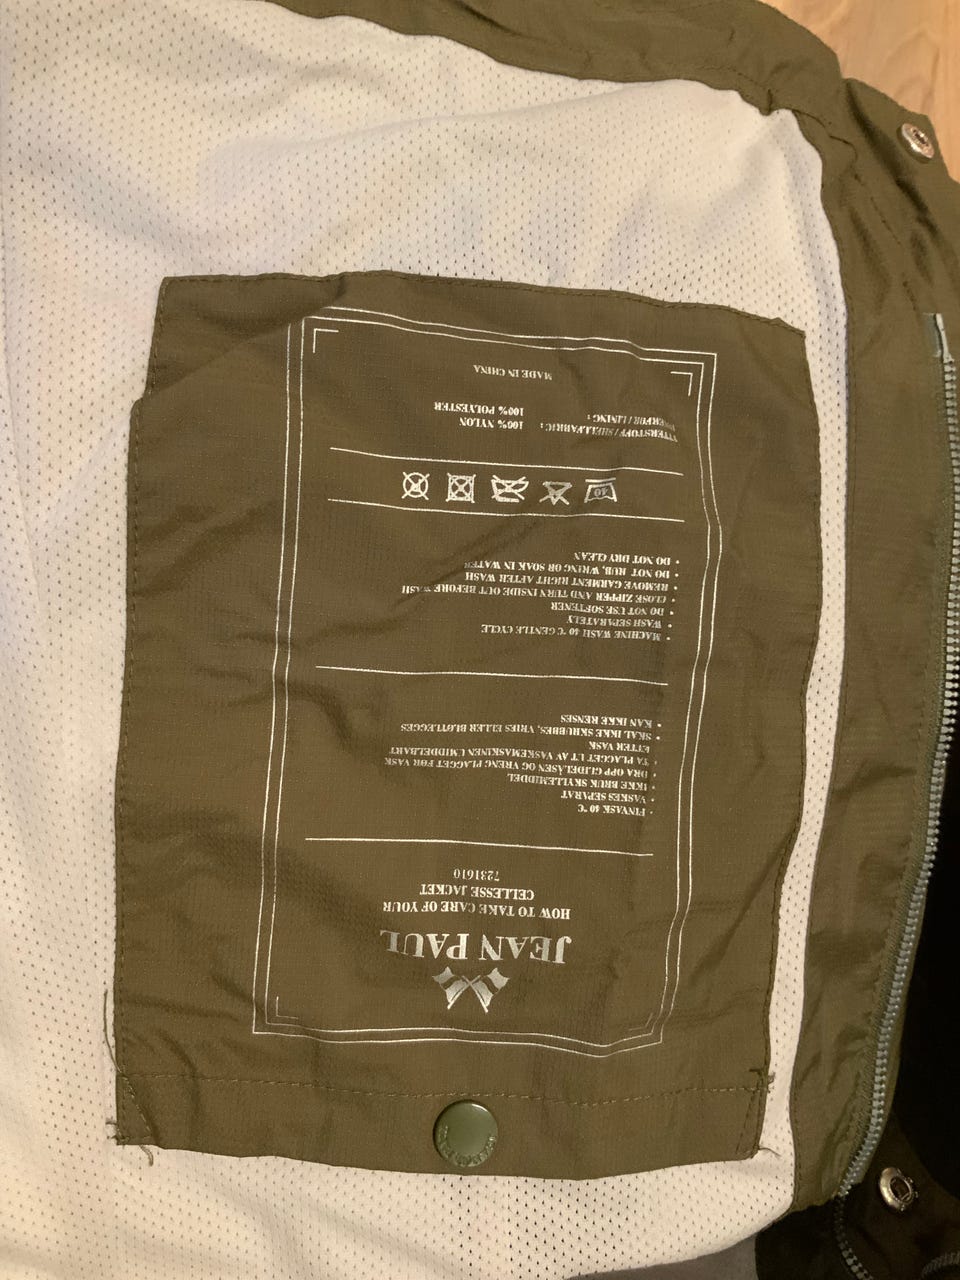 JEAN PAUL
HOW TO TAKE CARE OF YOUR
CELLESSE JACKET
7231610
• FINVASK 40 °C
• VASKES SEPARAT
• IKKE BRUK SKYLLEMIDDEL
• DRA OPP GLIDELÅSEN OG VRENG PLAGGET FØR VASK
• TA PLAGGET UT AV VASKEMASKINEN UMIDDELBART
ETTER VASK
• SKAL IKKE SKRUBBES, VRIES ELLER BLØTLEGGES
• KAN IKKE RENSES
• MACHINE WASH 40 °C GENTLE CYCLE
• WASH SEPARATELY
• DO NOT USE SOFTENER
• CLOSE ZIPPER AND TURN INSIDE OUT BEFORE WASH
• REMOVE GARMENT RIGHT AFTER WASH
• DO NOT RUB, WRING OR SOAK IN WATER
• DO NOT DRY CLEAN
40
YTTERSTOFF / SHELLFABRIC : 100% NYLON
/ LINING : 100% POLYESTER
MADE IN CHINA